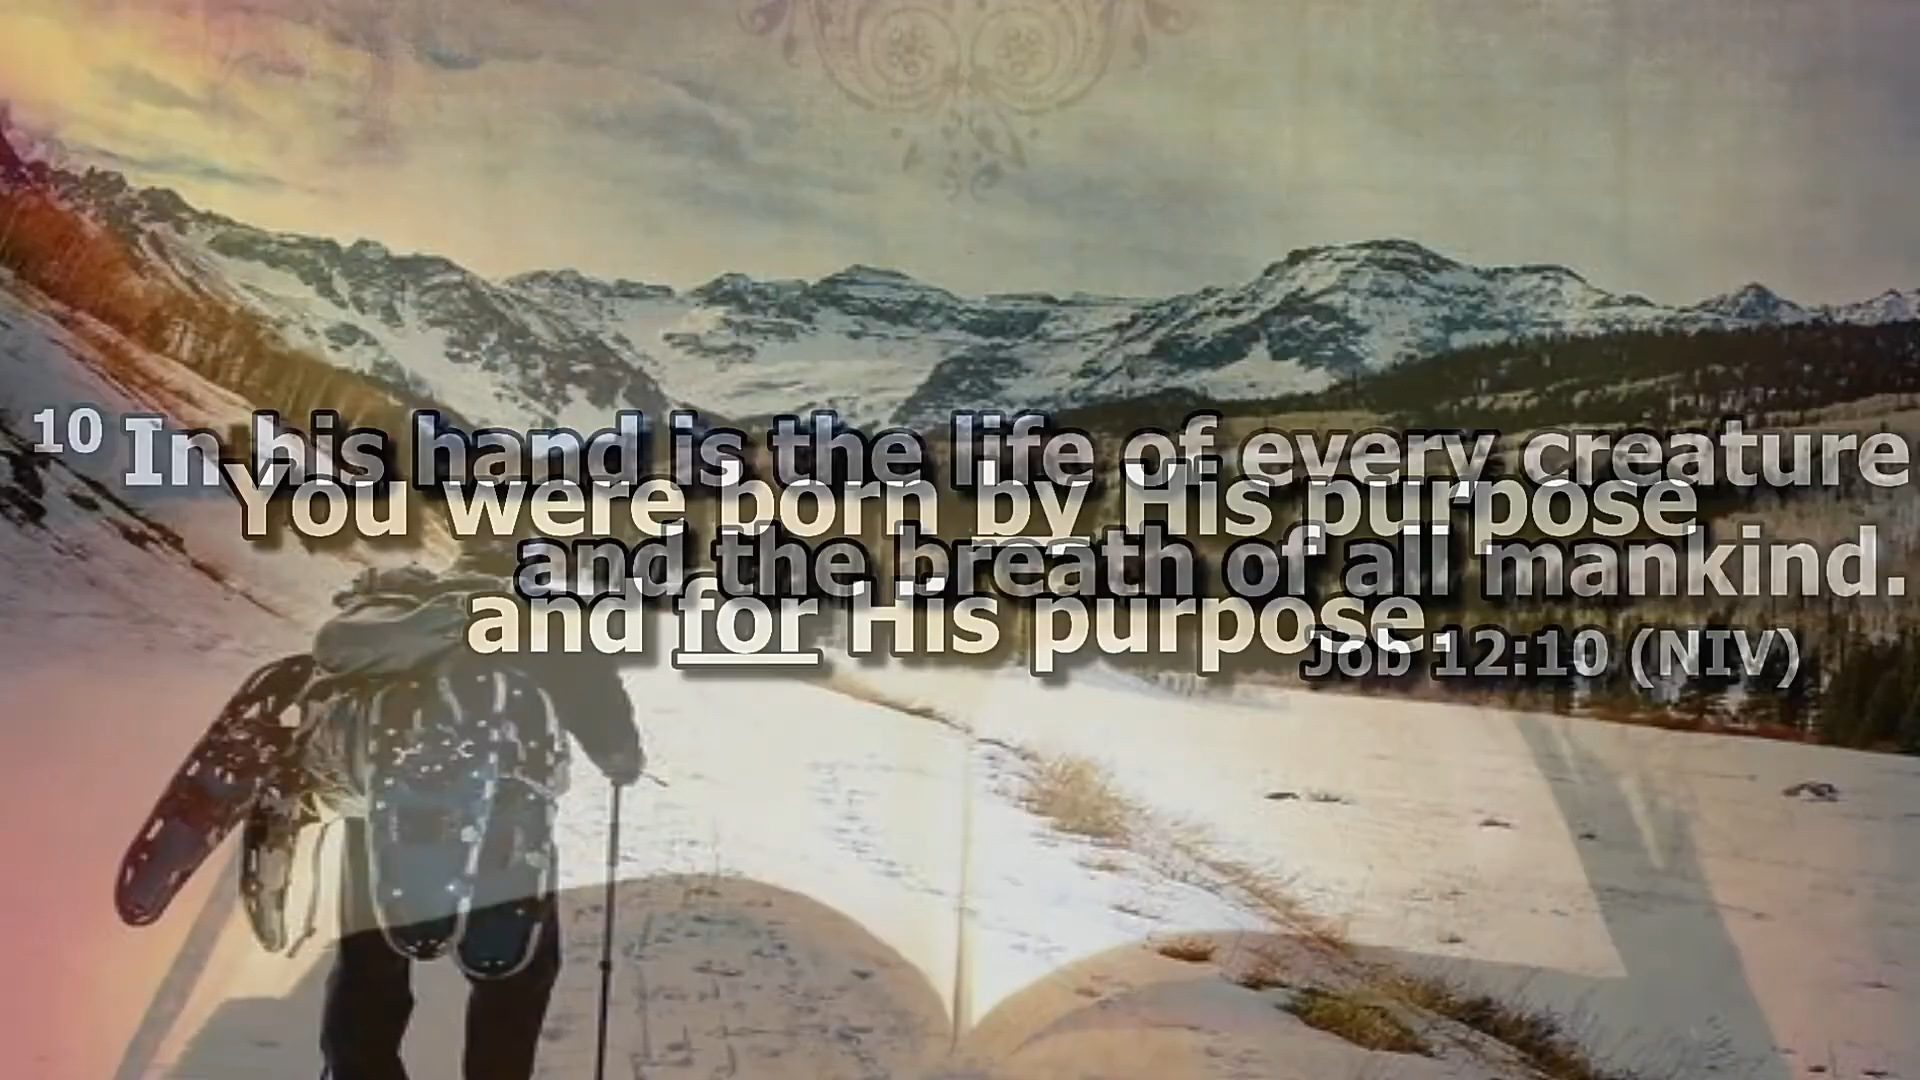 10 In his hand is the life of every creature
and the breath of all mankind.
Job 12:10 (NIV)
You were born by His purpose
and for His purpose.